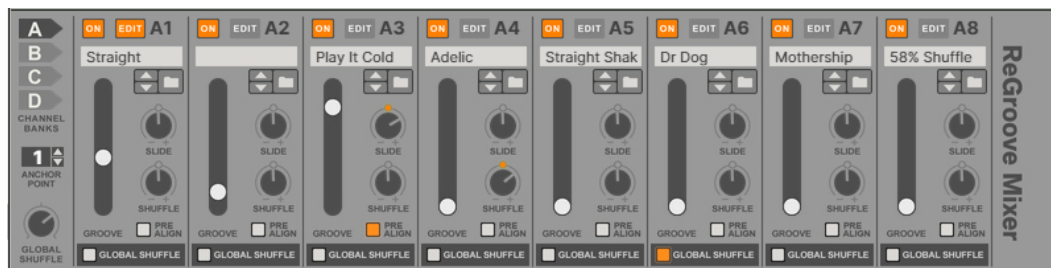 A
B
C
D
CHANNEL
BANKS
1
ANCHOR
POINT
GLOBAL
SHUFFLE
ON EDIT A1
Straight
SLIDE
SHUFFLE
GROOVE PRE
ALIGN
GLOBAL SHUFFLE
ON EDIT A2
SLIDE
SHUFFLE
GROOVE PRE
ALIGN
GLOBAL SHUFFLE
ON EDIT A3
Play It Cold
SLIDE
SHUFFLE
GROOVE PRE
ALIGN
GLOBAL SHUFFLE
ON EDIT A4
Adelic
SLIDE
SHUFFLE
GROOVE PRE
ALIGN
GLOBAL SHUFFLE
ON EDIT A5
Straight Shak
SLIDE
SHUFFLE
GROOVE PRE
ALIGN
GLOBAL SHUFFLE
ON EDIT A6
Dr Dog
SLIDE
SHUFFLE
GROOVE PRE
ALIGN
GLOBAL SHUFFLE
ON EDIT A7
Mothership
SLIDE
SHUFFLE
GROOVE PRE
ALIGN
GLOBAL SHUFFLE
ON EDIT A8
58% Shuffle
SLIDE
SHUFFLE
GROOVE PRE
ALIGN
GLOBAL SHUFFLE
ReGroove Mixer